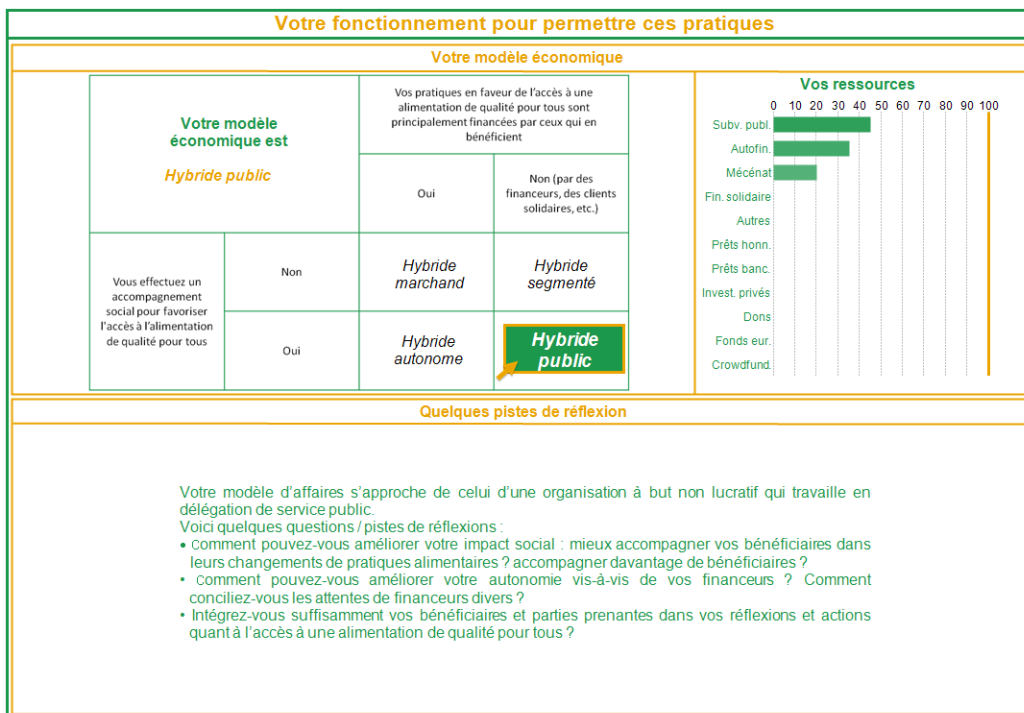 Votre fonctionnement pour permettre ces pratiques
Votre modèle économique
Votre modèle
économique est
Hybride public
Vos pratiques en faveur de l'accès à une
alimentation de qualité pour tous sont
principalement financées par ceux qui en
bénéficient
Oui
Non (par des
financeurs, des clients
solidaires, etc.)
Vous effectuez un
accompagnement
social pour favoriser
l'accès à l'alimentation
de qualité pour tous
Non
Hybride
marchand
Hybride
segmenté
Oui
Hybride
autonome
Hybride
public
Vos ressources
0 10 20 30 40 50 60 70 80 90 100
Subv. publ.
Autofin.
Mécénat
Fin. solidaire
Autres
Prêts honn.
Prêts banc.
Invest. privés
Dons
Fonds eur.
Crowdfund.
Quelques pistes de réflexion
Votre modèle d'affaires s'approche de celui d'une organisation à but non lucratif qui travaille en
délégation de service public.
Voici quelques questions / pistes de réflexions :
• Comment pouvez-vous améliorer votre impact social : mieux accompagner vos bénéficiaires dans
leurs changements de pratiques alimentaires ? accompagner davantage de bénéficiaires ?
• Comment pouvez-vous améliorer votre autonomie vis-à-vis de vos financeurs ? Comment
conciliez-vous les attentes de financeurs divers ?
• Intégrez-vous suffisamment vos bénéficiaires et parties prenantes dans vos réflexions et actions
quant à l'accès à une alimentation de qualité pour tous ?